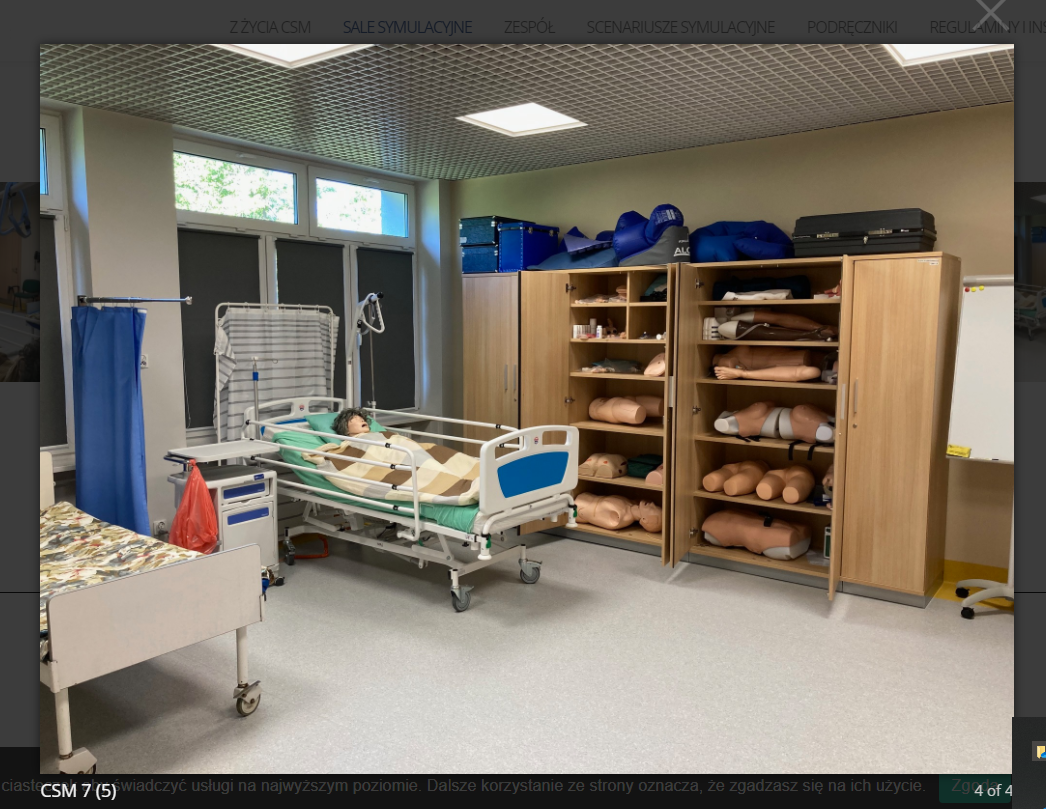 Z ŻYCIA CSM
SALE SYMULACYJNE
ZESPÓŁ
SCENARIUSZE SYMULACYJNE
PODRĘCZNIKI
REGULAMINY I
świadczyć usługi na najwyższym poziomie. Dalsze korzystanie ze strony oznacza, że zgadzasz się na ich użycie.
CSM 7 (5)
4 of 4